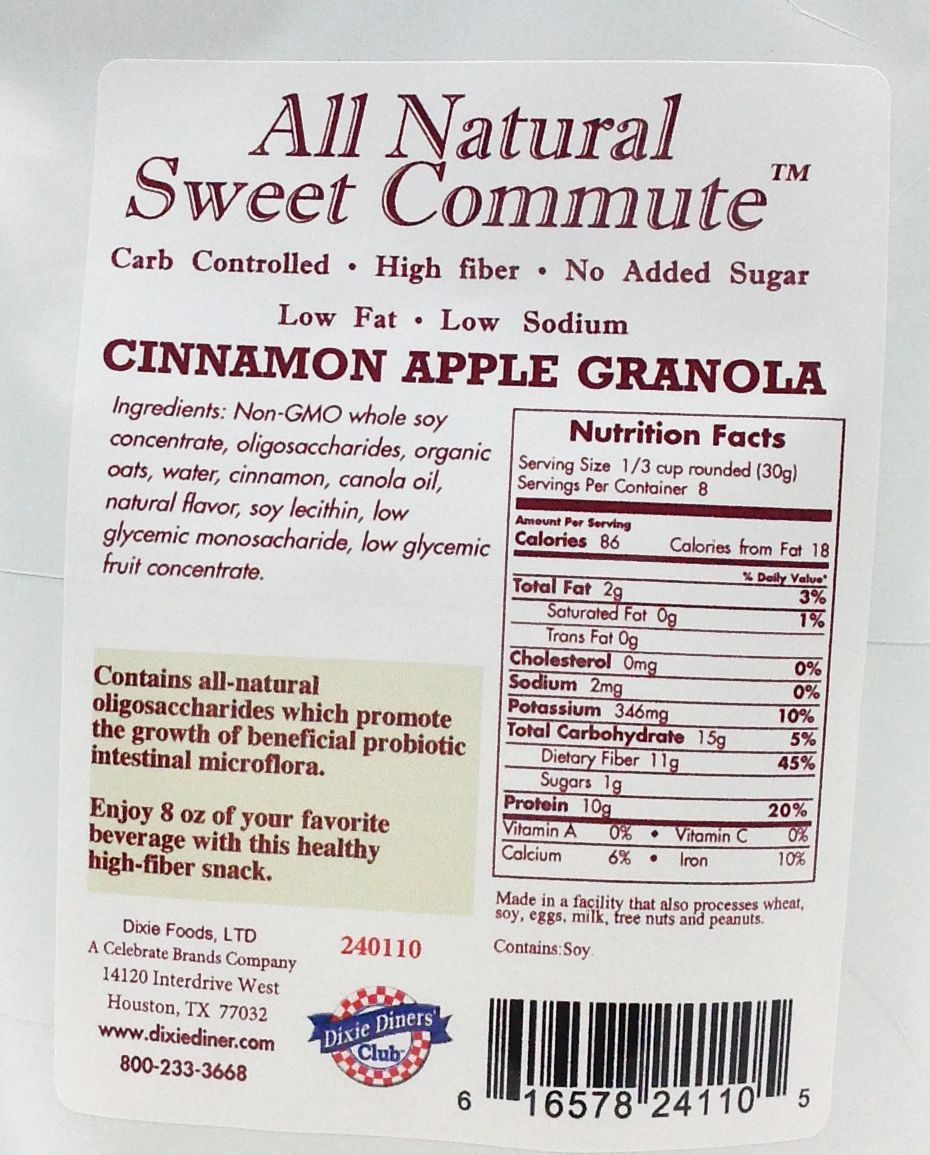 All Natural
Sweet Commute™
Carb Controlled • High fiber • No Added Sugar
Low Fat • Low Sodium
CINNAMON APPLE GRANOLA
Ingredients: Non-GMO whole soy
concentrate, oligosaccharides, organic
oats, water, cinnamon, canola oil,
natural flavor, soy lecithin, low
glycemic monosacharide, low glycemic
fruit concentrate.
Contains all-natural
oligosaccharides which promote
the growth of beneficial probiotic
intestinal microflora.
Enjoy 8 oz of your favorite
beverage with this healthy
high-fiber snack.
Dixie Foods, LTD
A Celebrate Brands Company
14120 Interdrive West
Houston, TX 77032
www.dixiediner.com
800-233-3668
240110
Dixie Diners'
Club
Nutrition Facts
Serving Size 1/3 cup rounded (30g)
Servings Per Container 8
Amount Per Serving
Calories 86 Calories from Fat 18
% Daily Value*
Total Fat 2g 3%
Saturated Fat 0g 1%
Trans Fat 0g
Cholesterol 0mg 0%
Sodium 2mg 0%
Potassium 346mg 10%
Total Carbohydrate 15g 5%
Dietary Fiber 11g 45%
Sugars 1g
Protein 10g 20%
Vitamin A 0% • Vitamin C 0%
Calcium 6% • Iron 10%
Made in a facility that also processes wheat,
soy, eggs, milk, tree nuts and peanuts.
Contains:Soy.
6 16578 24110 5